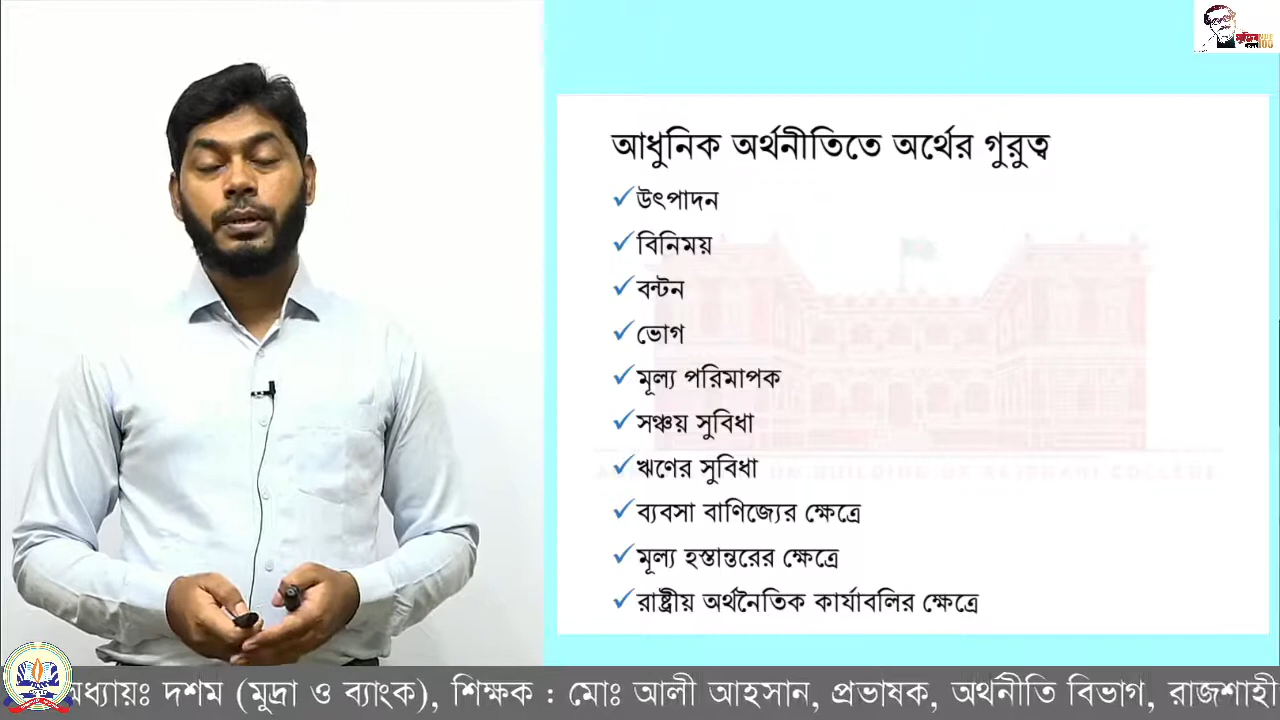 আধুনিক অর্থনীতিতে অর্থের গুরুত্ব
উৎপাদন
বিনিময়
বন্টন
ভোগ
মূল্য পরিমাপক
সঞ্চয় সুবিধা
ঋণের সুবিধা
ব্যবসা বাণিজ্যের ক্ষেত্রে
মূল্য হস্তান্তরের ক্ষেত্রে
রাষ্ট্রীয় অর্থনৈতিক কার্যাবলির ক্ষেত্রে
দশম (মুদ্রা ও ব্যাংক), শিক্ষক : মোঃ আলী আহসান, প্রভাষক, অর্থনীতি বিভাগ, রাজশাহী